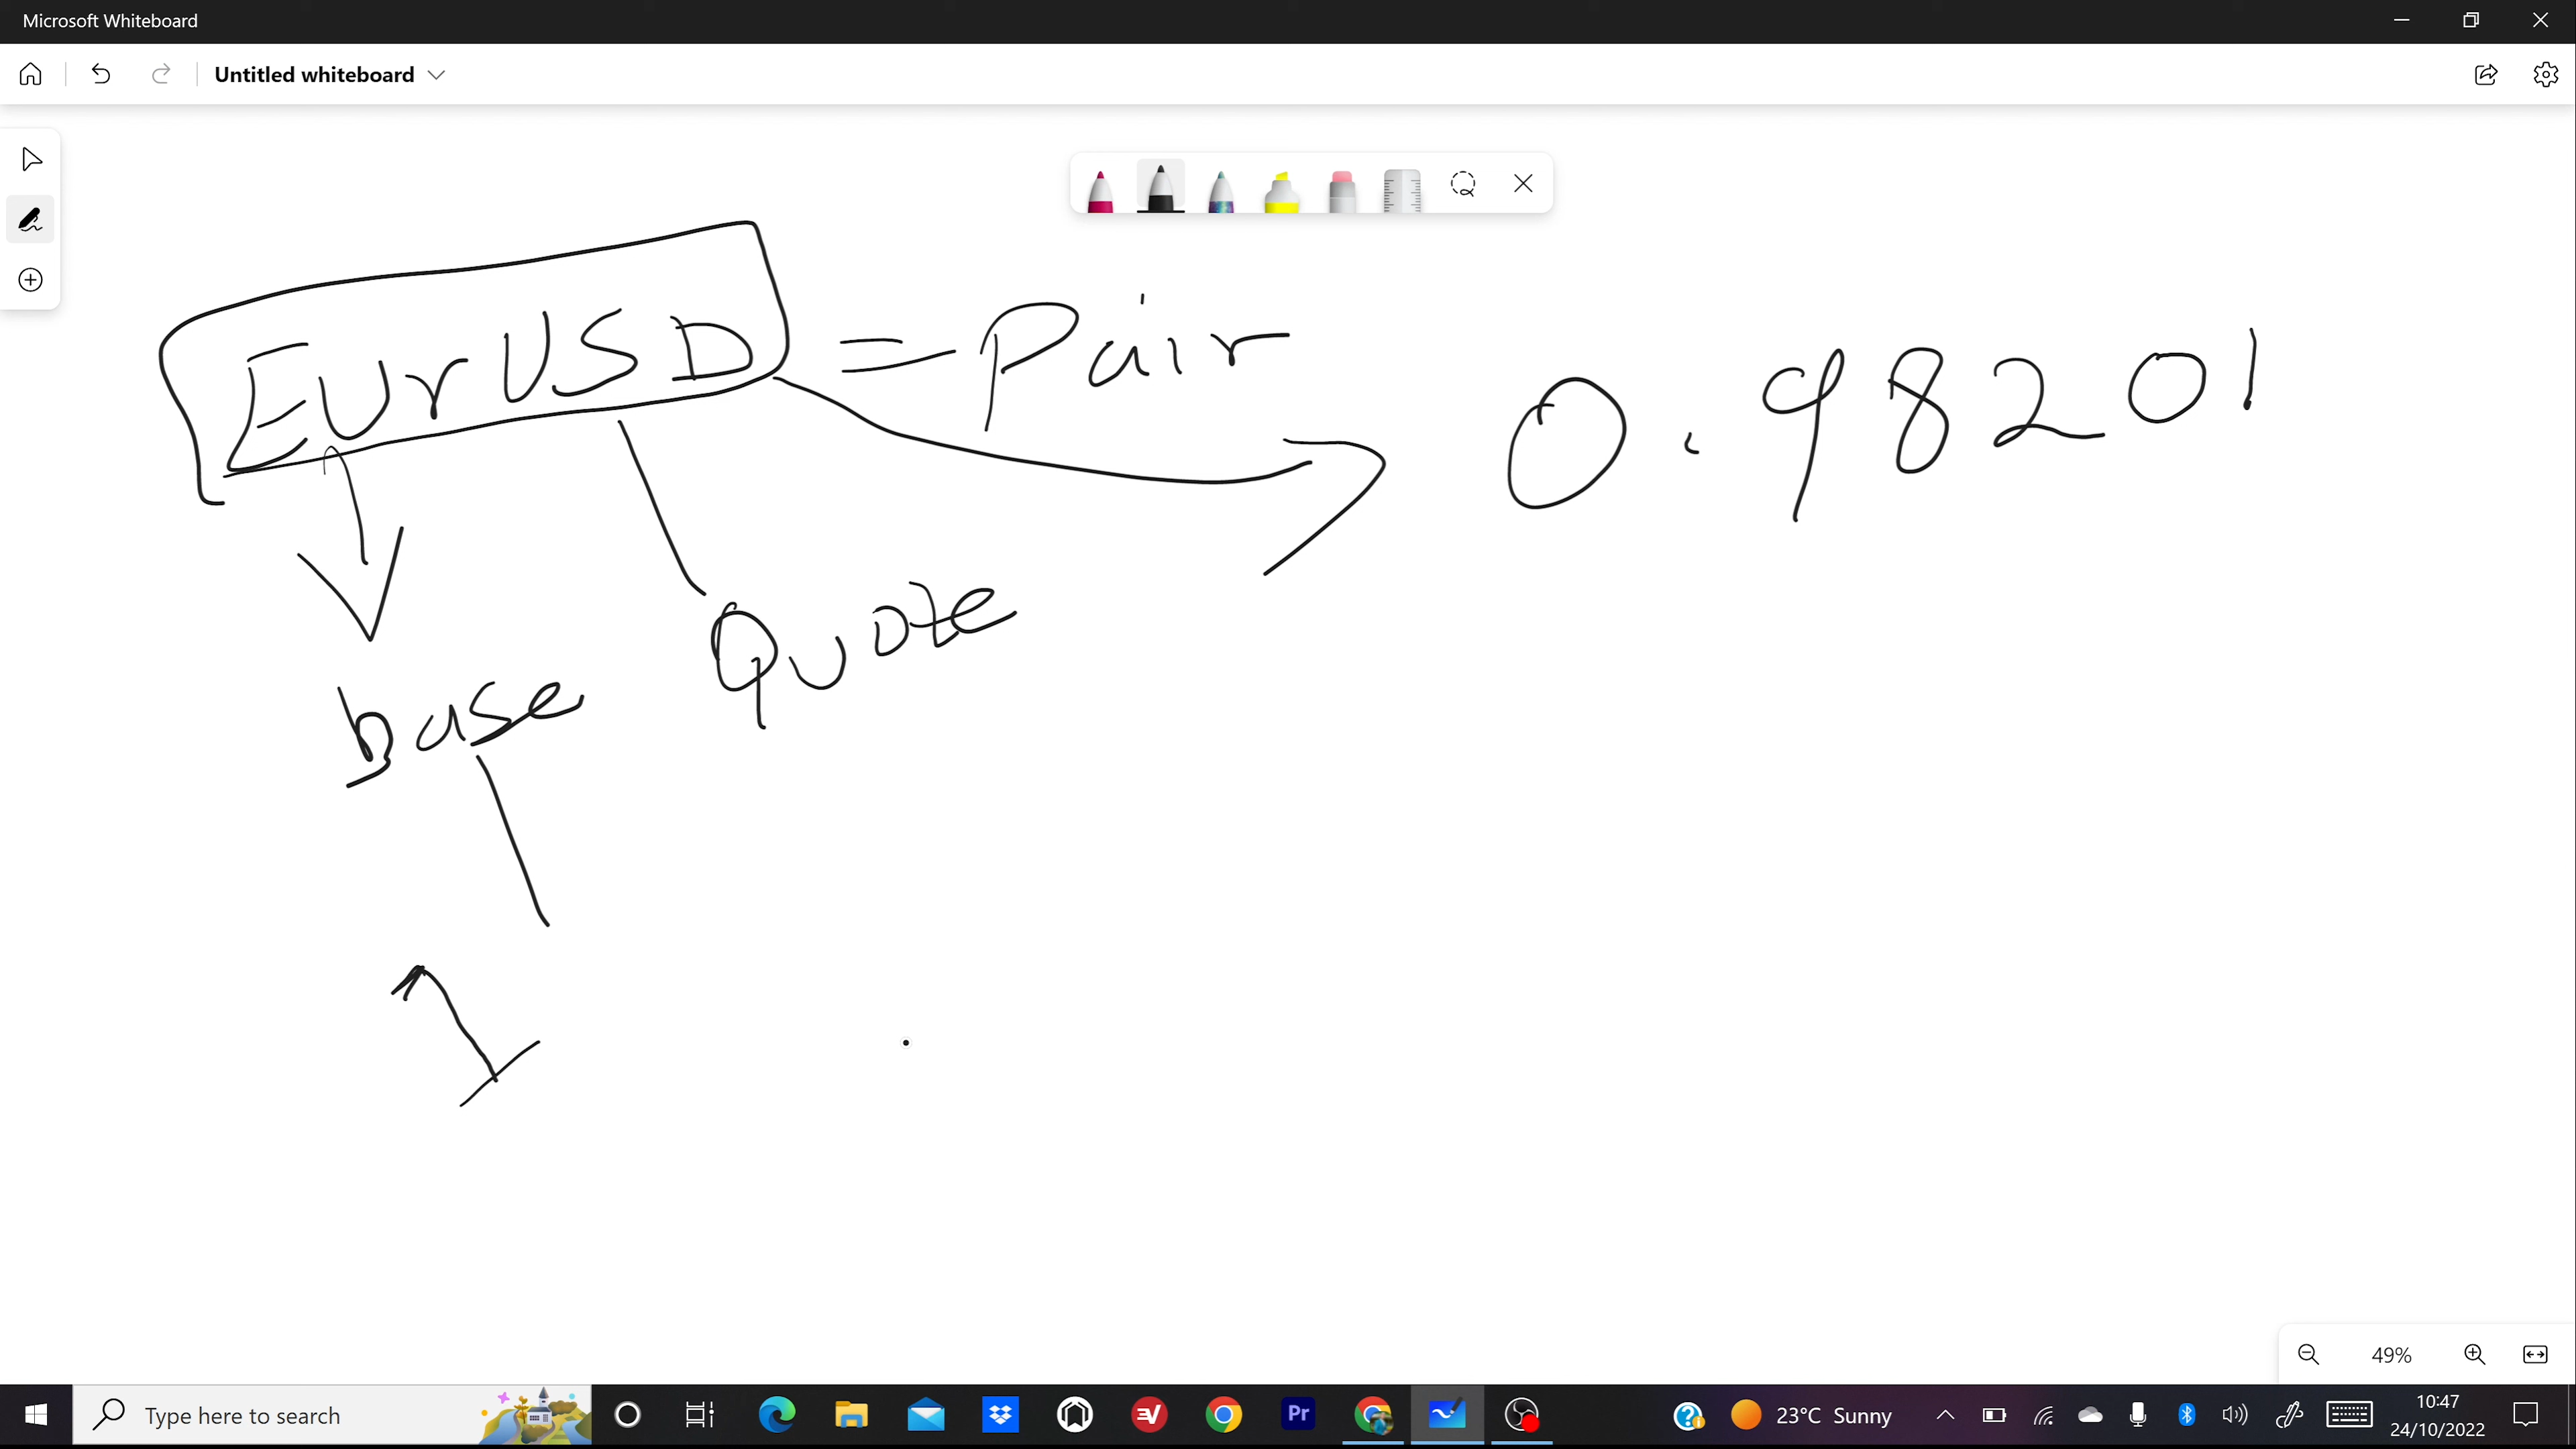 Microsoft Whiteboard
Untitled whiteboard
EurUSD = Pair
0.98201
Quote
base
1
49%
Type here to search
Pr
23°C Sunny
10:47
24/10/2022